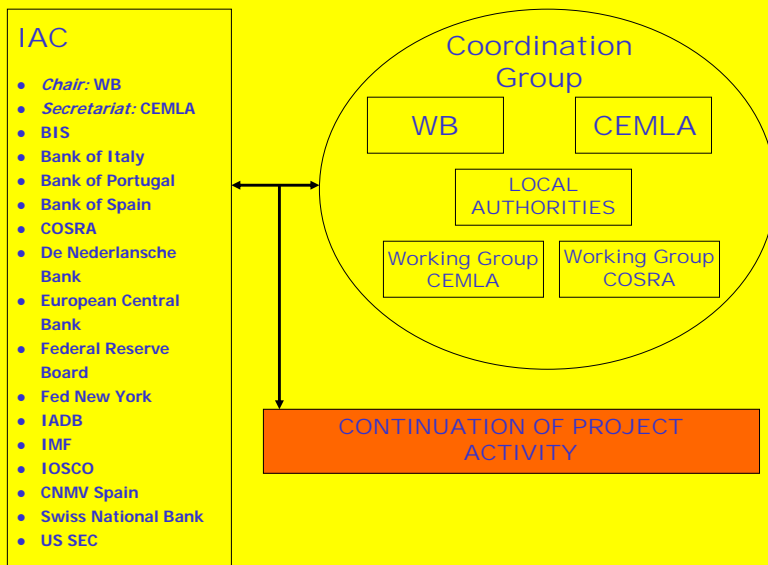 IAC
• Chair: WB
• Secretariat: CEMLA
• BIS
• Bank of Italy
• Bank of Portugal
• Bank of Spain
• COSRA
• De Nederlansche
Bank
• European Central
Bank
• Federal Reserve
Board
• Fed New York
• IADB
• IMF
• IOSCO
• CNMV Spain
• Swiss National Bank
• US SEC
Coordination
Group
WB
CEMLA
LOCAL
AUTHORITIES
Working Group
CEMLA
Working Group
COSRA
CONTINUATION OF PROJECT
ACTIVITY